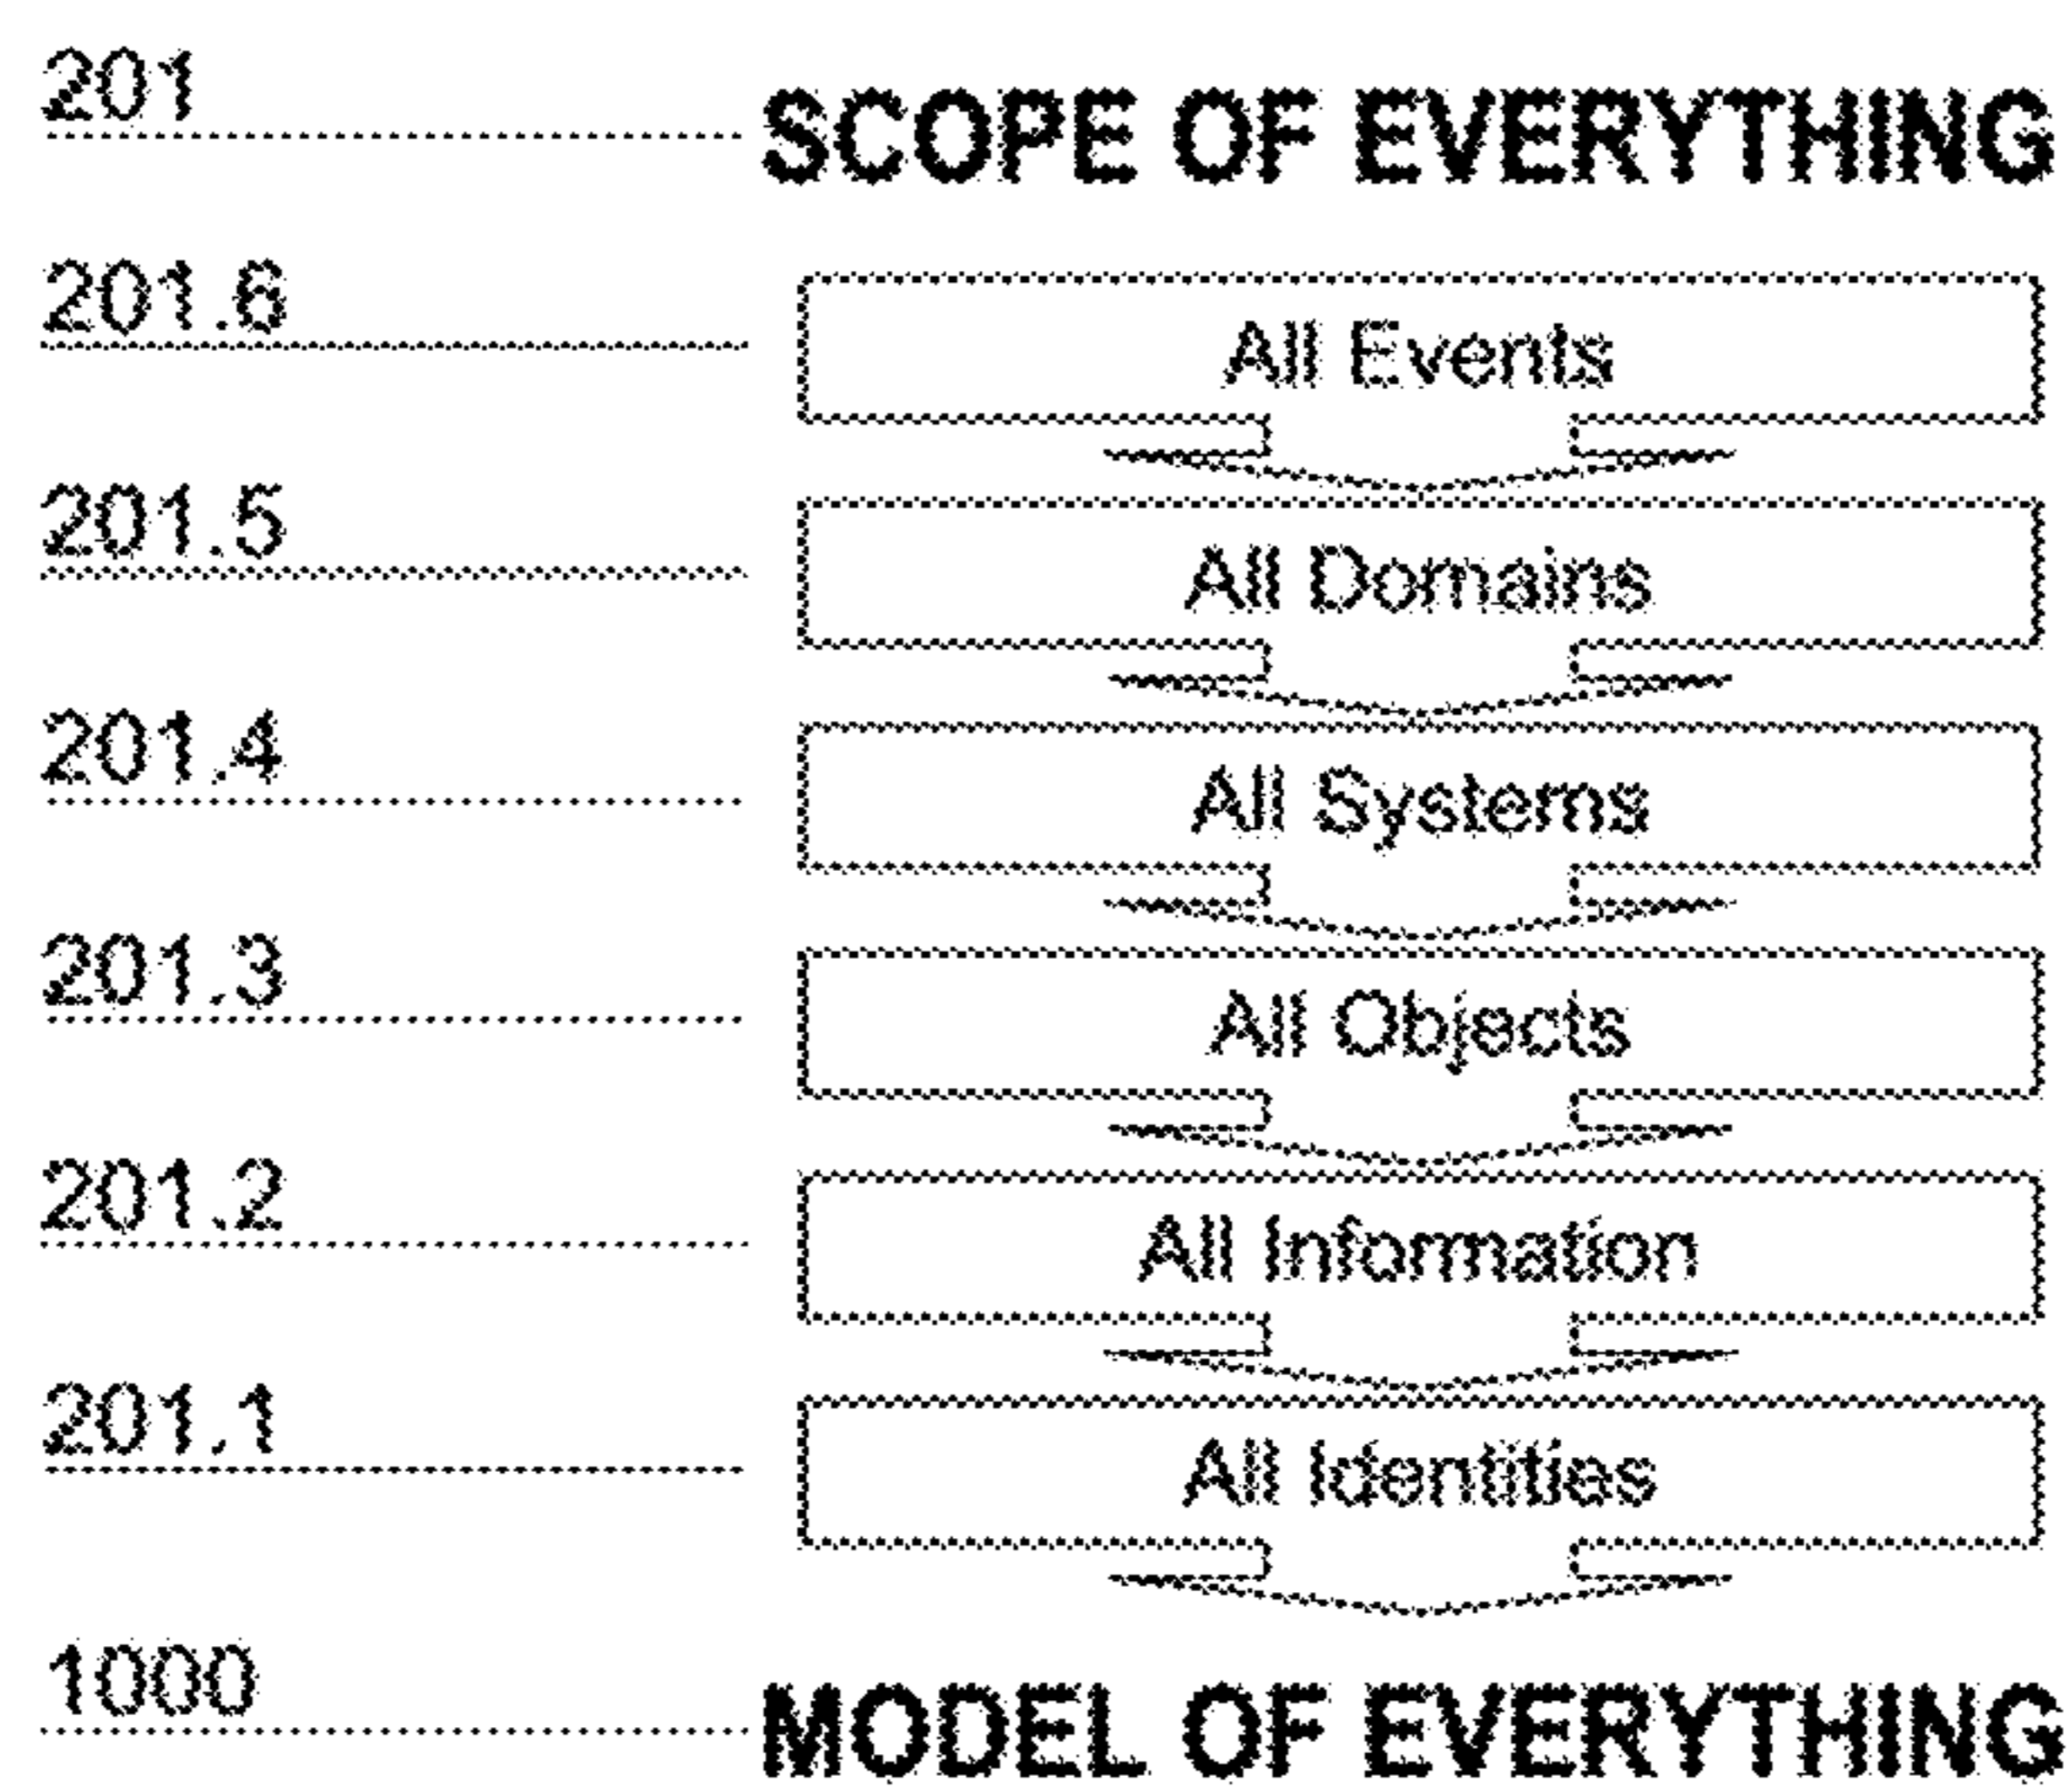 201 SCOPE OF EVERYTHING
201.6 All Events
201.5 All Domains
201.4 All Systems
201.3 All Objects
201.2 All Information
201.1 All Identities
1000 MODEL OF EVERYTHING